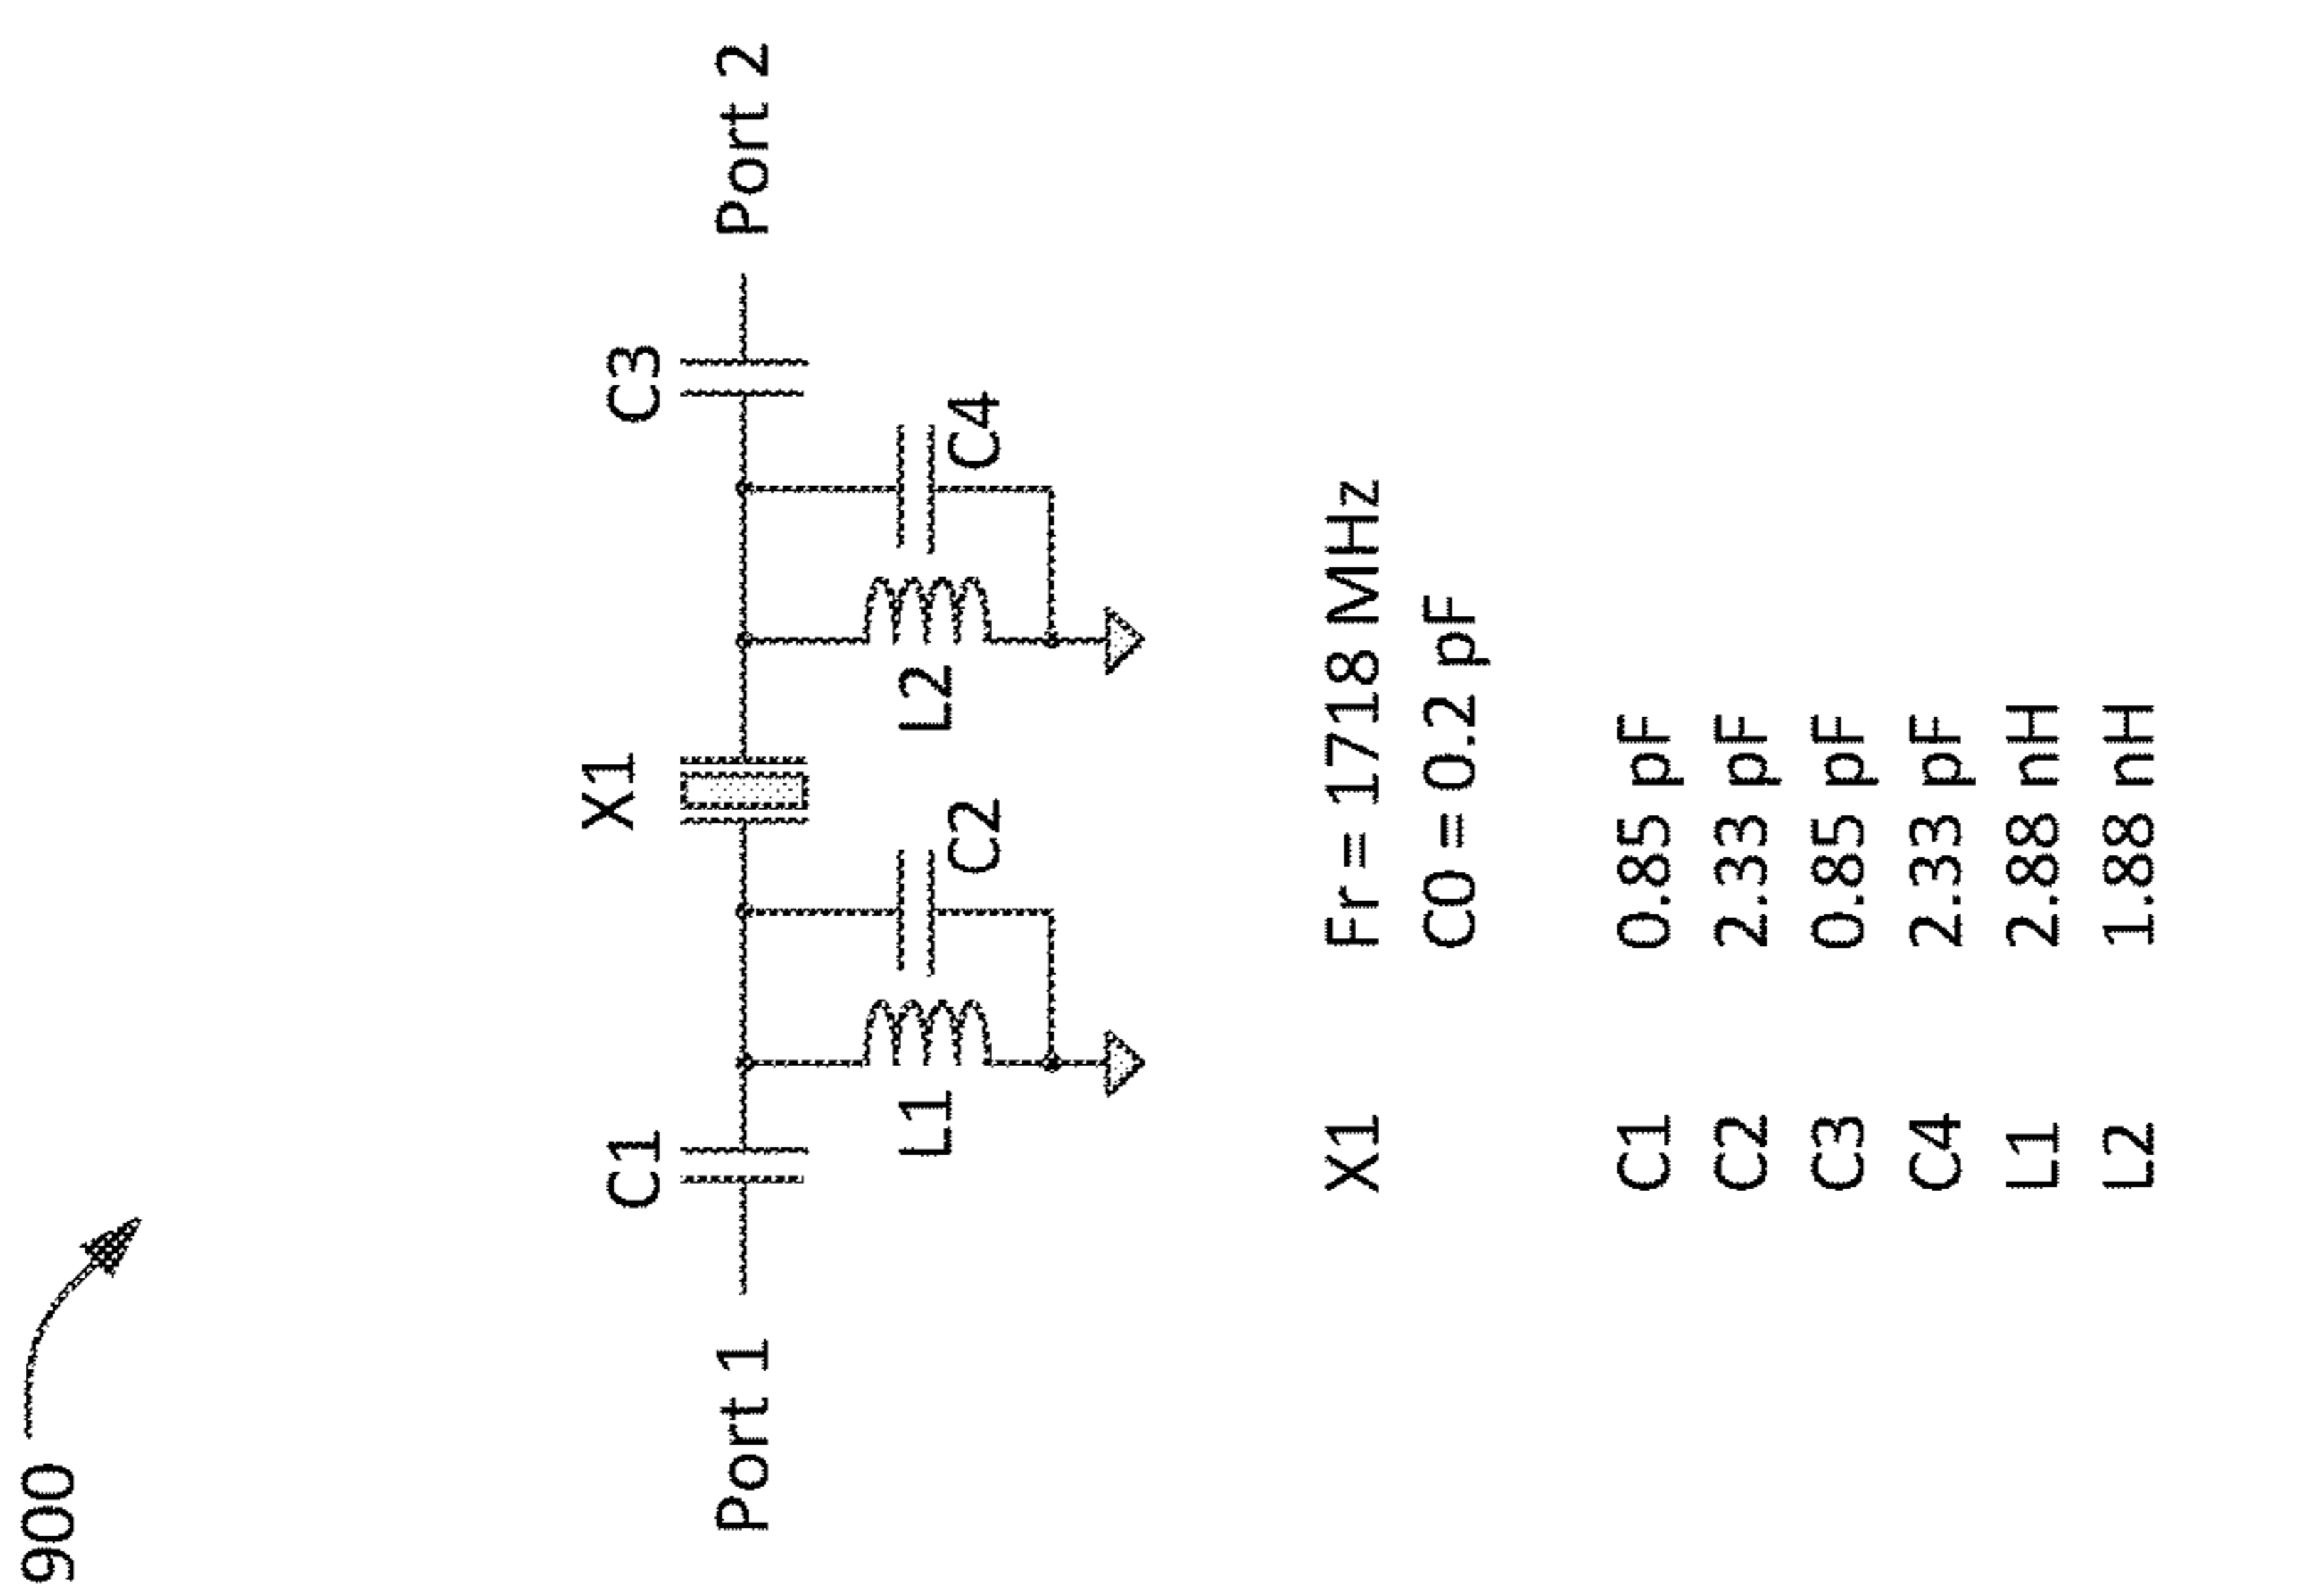 900
C1
X1
C3
Port 1
Port 2
L1
C2
L2
C4
X1 Fr = 1718 MHz
C0 = 0.2 pF
C1 0.85 pF
C2 2.33 pF
C3 0.85 pF
C4 2.33 pF
L1 2.88 nH
L2 1.88 nH